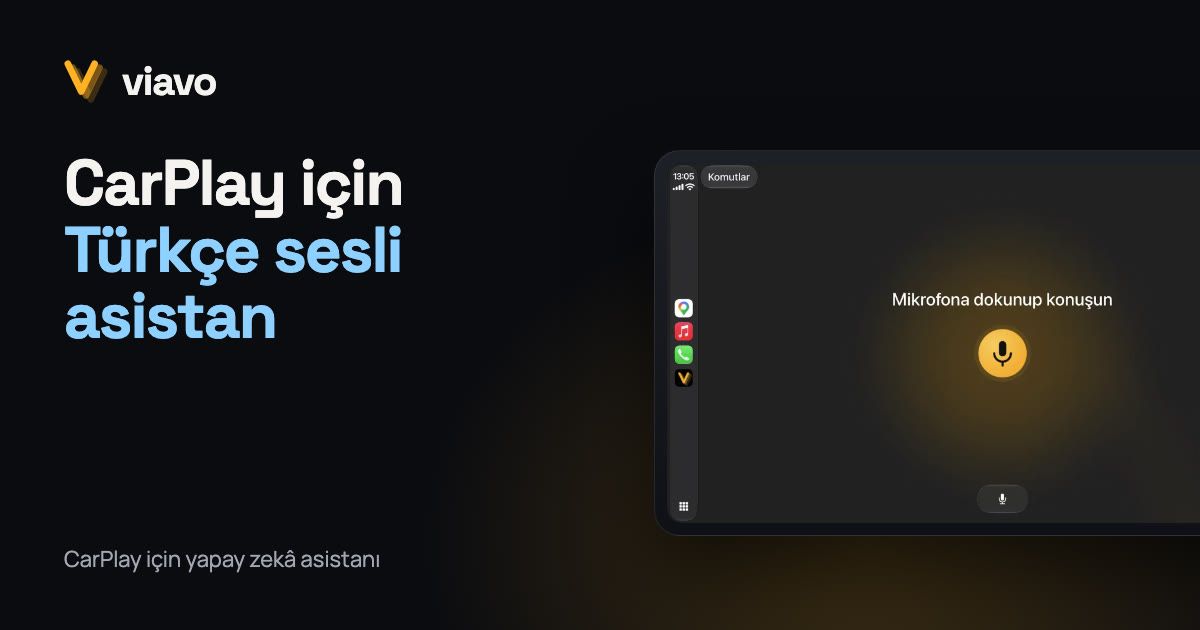 viavo
CarPlay için
Türkçe sesli
asistan
CarPlay için yapay zekâ asistanı
13:05
Komutlar
Mikrofona dokunup konuşun